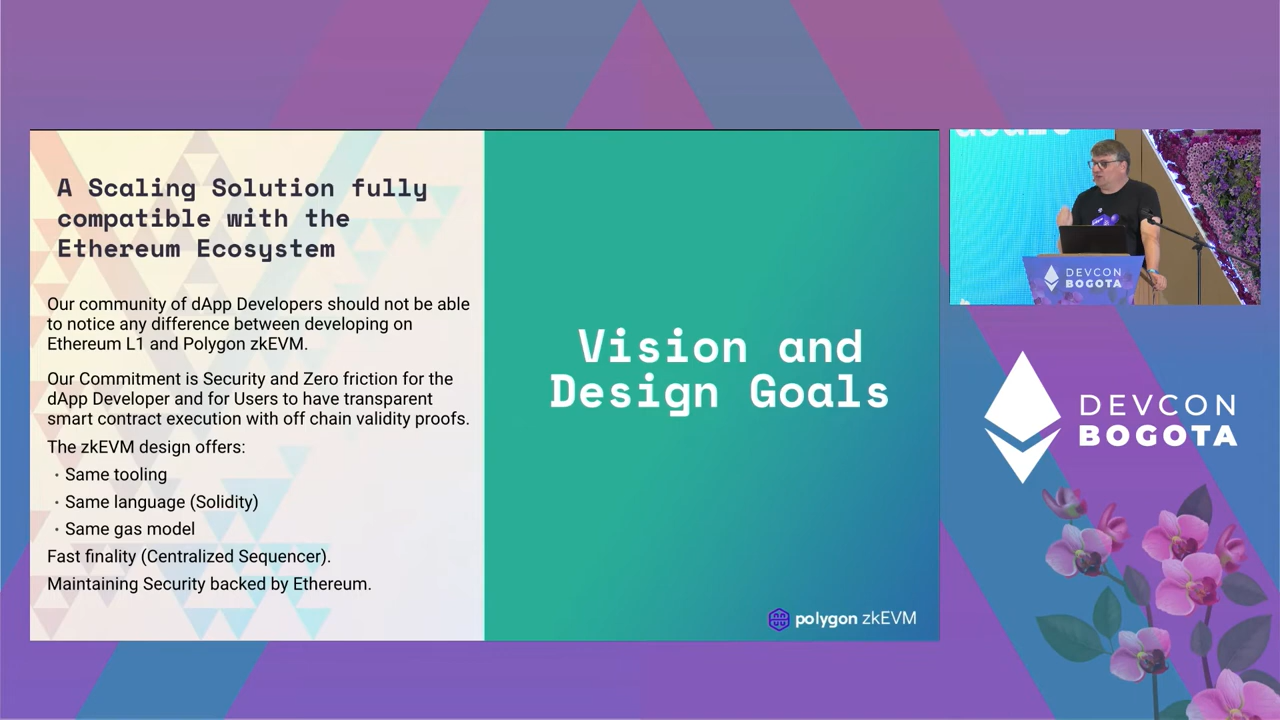 A Scaling Solution fully
compatible with the
Ethereum Ecosystem
Our community of dApp Developers should not be able
to notice any difference between developing on
Ethereum L1 and Polygon zkEVM.
Our Commitment is Security and Zero friction for the
dApp Developer and for Users to have transparent
smart contract execution with off chain validity proofs.
The zkEVM design offers:
· Same tooling
· Same language (Solidity)
· Same gas model
Fast finality (Centralized Sequencer).
Maintaining Security backed by Ethereum.
Vision and
Design Goals
polygon zkEVM
DEVCON
BOGOTA
DEVCON
BOGOTA